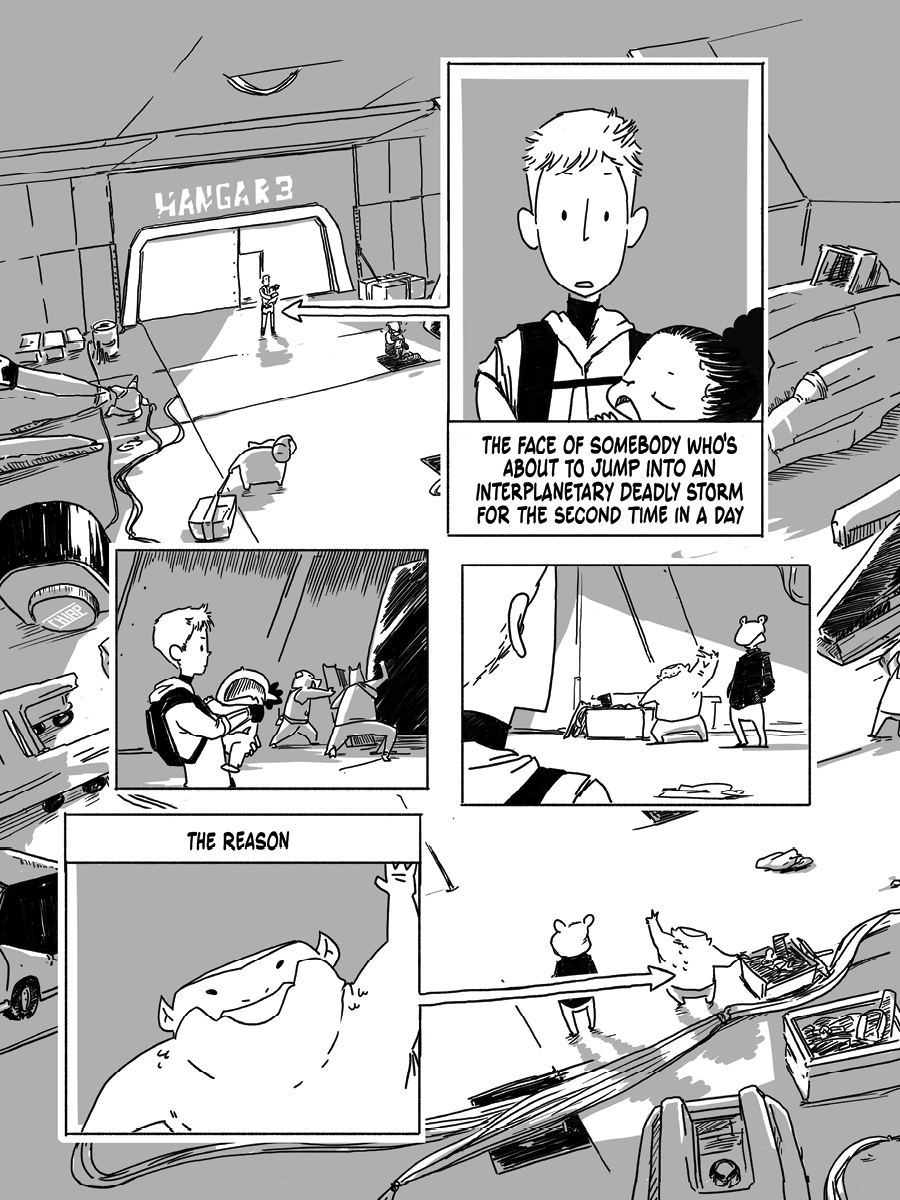 HANGAR 3
THE FACE OF SOMEBODY WHO'S
ABOUT TO JUMP INTO AN
INTERPLANETARY DEADLY STORM
FOR THE SECOND TIME IN A DAY
THE REASON